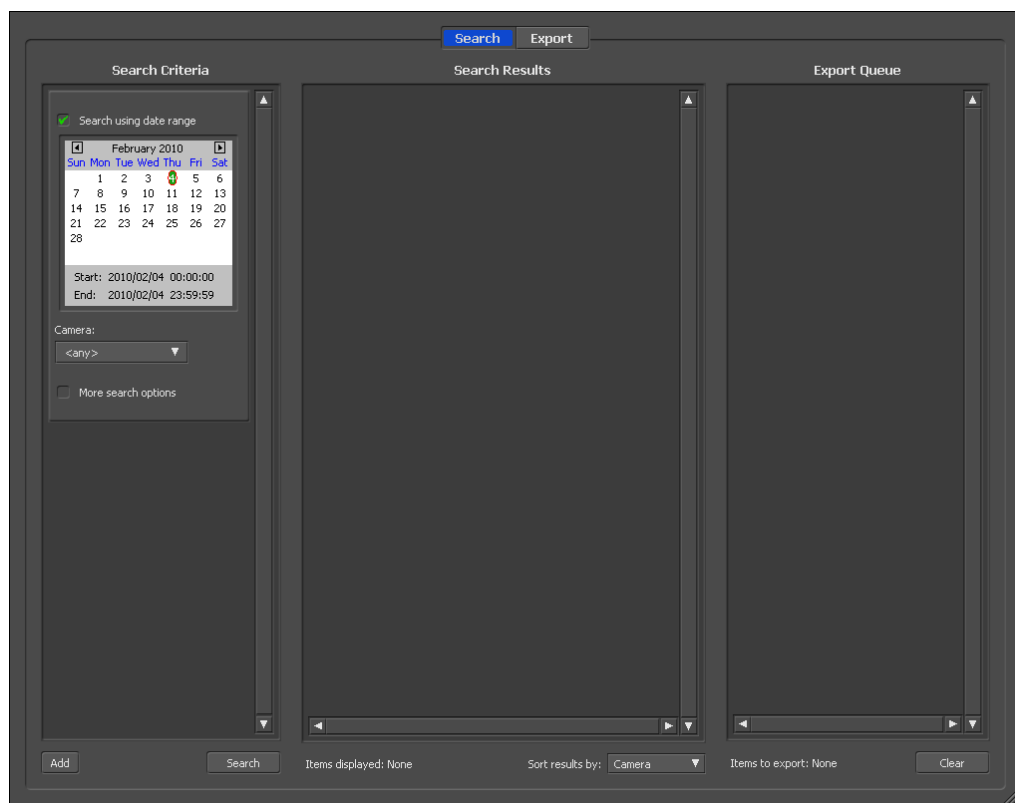 Search Export
Search Criteria
Search Results
Export Queue
Search using date range
February 2010
Sun Mon Tue Wed Thu Fri Sat
1 2 3 4 5 6
7 8 9 10 11 12 13
14 15 16 17 18 19 20
21 22 23 24 25 26 27
28
Start: 2010/02/04 00:00:00
End: 2010/02/04 23:59:59
Camera:
<any>
More search options
Add
Search
Items displayed: None
Sort results by: Camera
Items to export: None
Clear